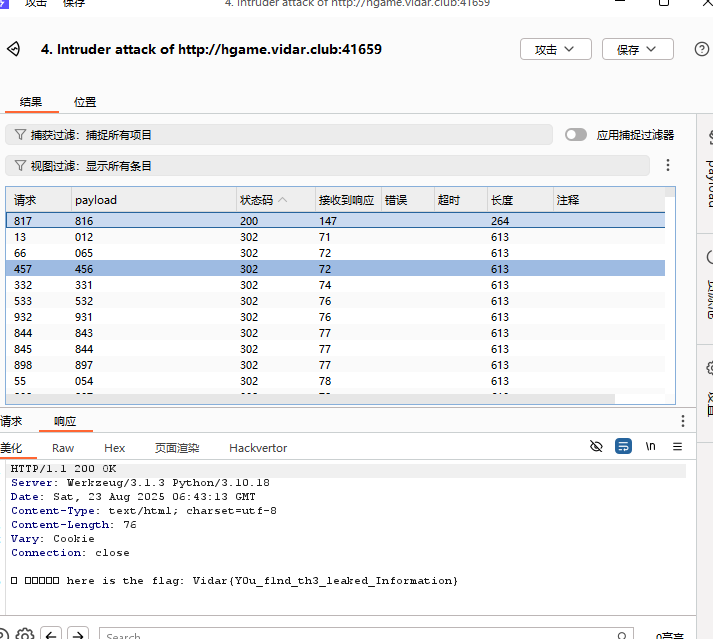 攻击 保存 4. Intruder attack of http://hgame.vidar.club:41659
4. Intruder attack of http://hgame.vidar.club:41659 攻击 保存
结果 位置
捕获过滤：捕捉所有项目 应用捕捉过滤器
视图过滤：显示所有条目
请求 payload 状态码 接收到响应 错误 超时 长度 注释
817 816 200 147 264
13 012 302 71 613
66 065 302 72 613
457 456 302 72 613
332 331 302 74 613
533 532 302 76 613
932 931 302 76 613
844 843 302 77 613
845 844 302 77 613
898 897 302 77 613
55 054 302 78 613
payload
请求 响应
美化 Raw Hex 页面渲染 Hackvertor \n
HTTP/1.1 200 OK
Server: Werkzeug/3.1.3 Python/3.10.18
Date: Sat, 23 Aug 2025 06:43:13 GMT
Content-Type: text/html; charset=utf-8
Content-Length: 76
Vary: Cookie
Connection: close
here is the flag: Vidar{Y0u_f1nd_th3_leaked_Information}
Search 0高亮